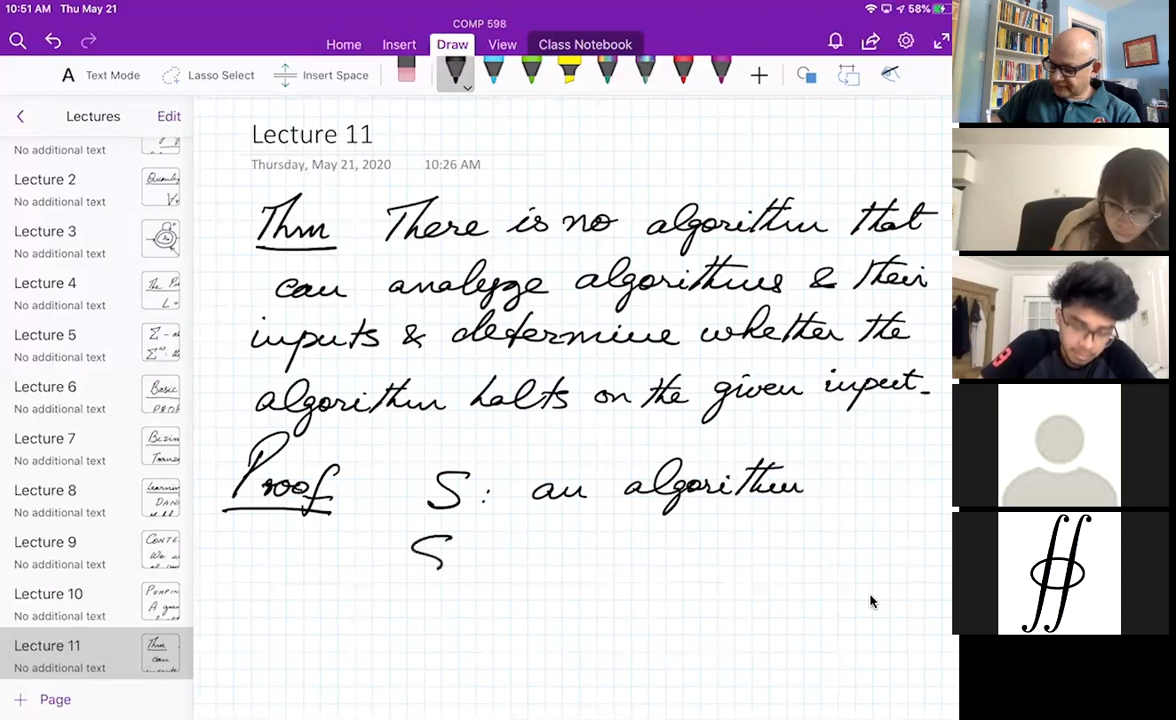 10:51 AM Thu May 21
58%
COMP 598
Home Insert Draw View Class Notebook
A Text Mode Lasso Select Insert Space
Lectures Edit
No additional text
Lecture 2
No additional text
Lecture 3
No additional text
Lecture 4
No additional text
Lecture 5
No additional text
Lecture 6
No additional text
Lecture 7
No additional text
Lecture 8
No additional text
Lecture 9
No additional text
Lecture 10
No additional text
Lecture 11
No additional text
+ Page
Lecture 11
Thursday, May 21, 2020 10:26 AM
Thm There is no algorithm that
can analyze algorithms & their
inputs & determine whether the
algorithm halts on the given input.
Proof S: an algorithm
S
∯